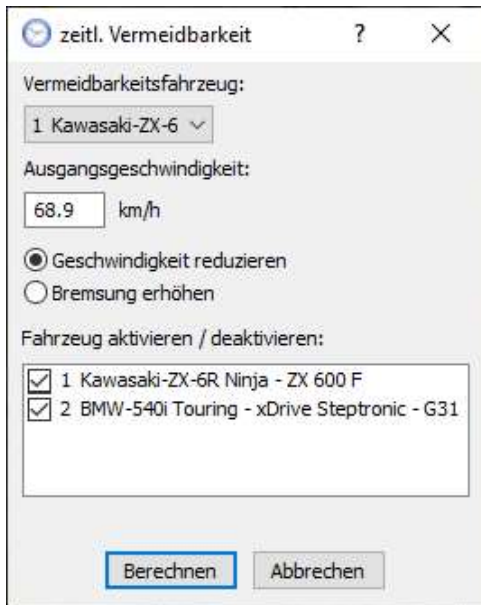 zeitl. Vermeidbarkeit ?
Vermeidbarkeitsfahrzeug:
1 Kawasaki-ZX-6
Ausgangsgeschwindigkeit:
68.9 km/h
Geschwindigkeit reduzieren
Bremsung erhöhen
Fahrzeug aktivieren / deaktivieren:
1 Kawasaki-ZX-6R Ninja - ZX 600 F
2 BMW-540i Touring - xDrive Steptronic - G31
Berechnen Abbrechen